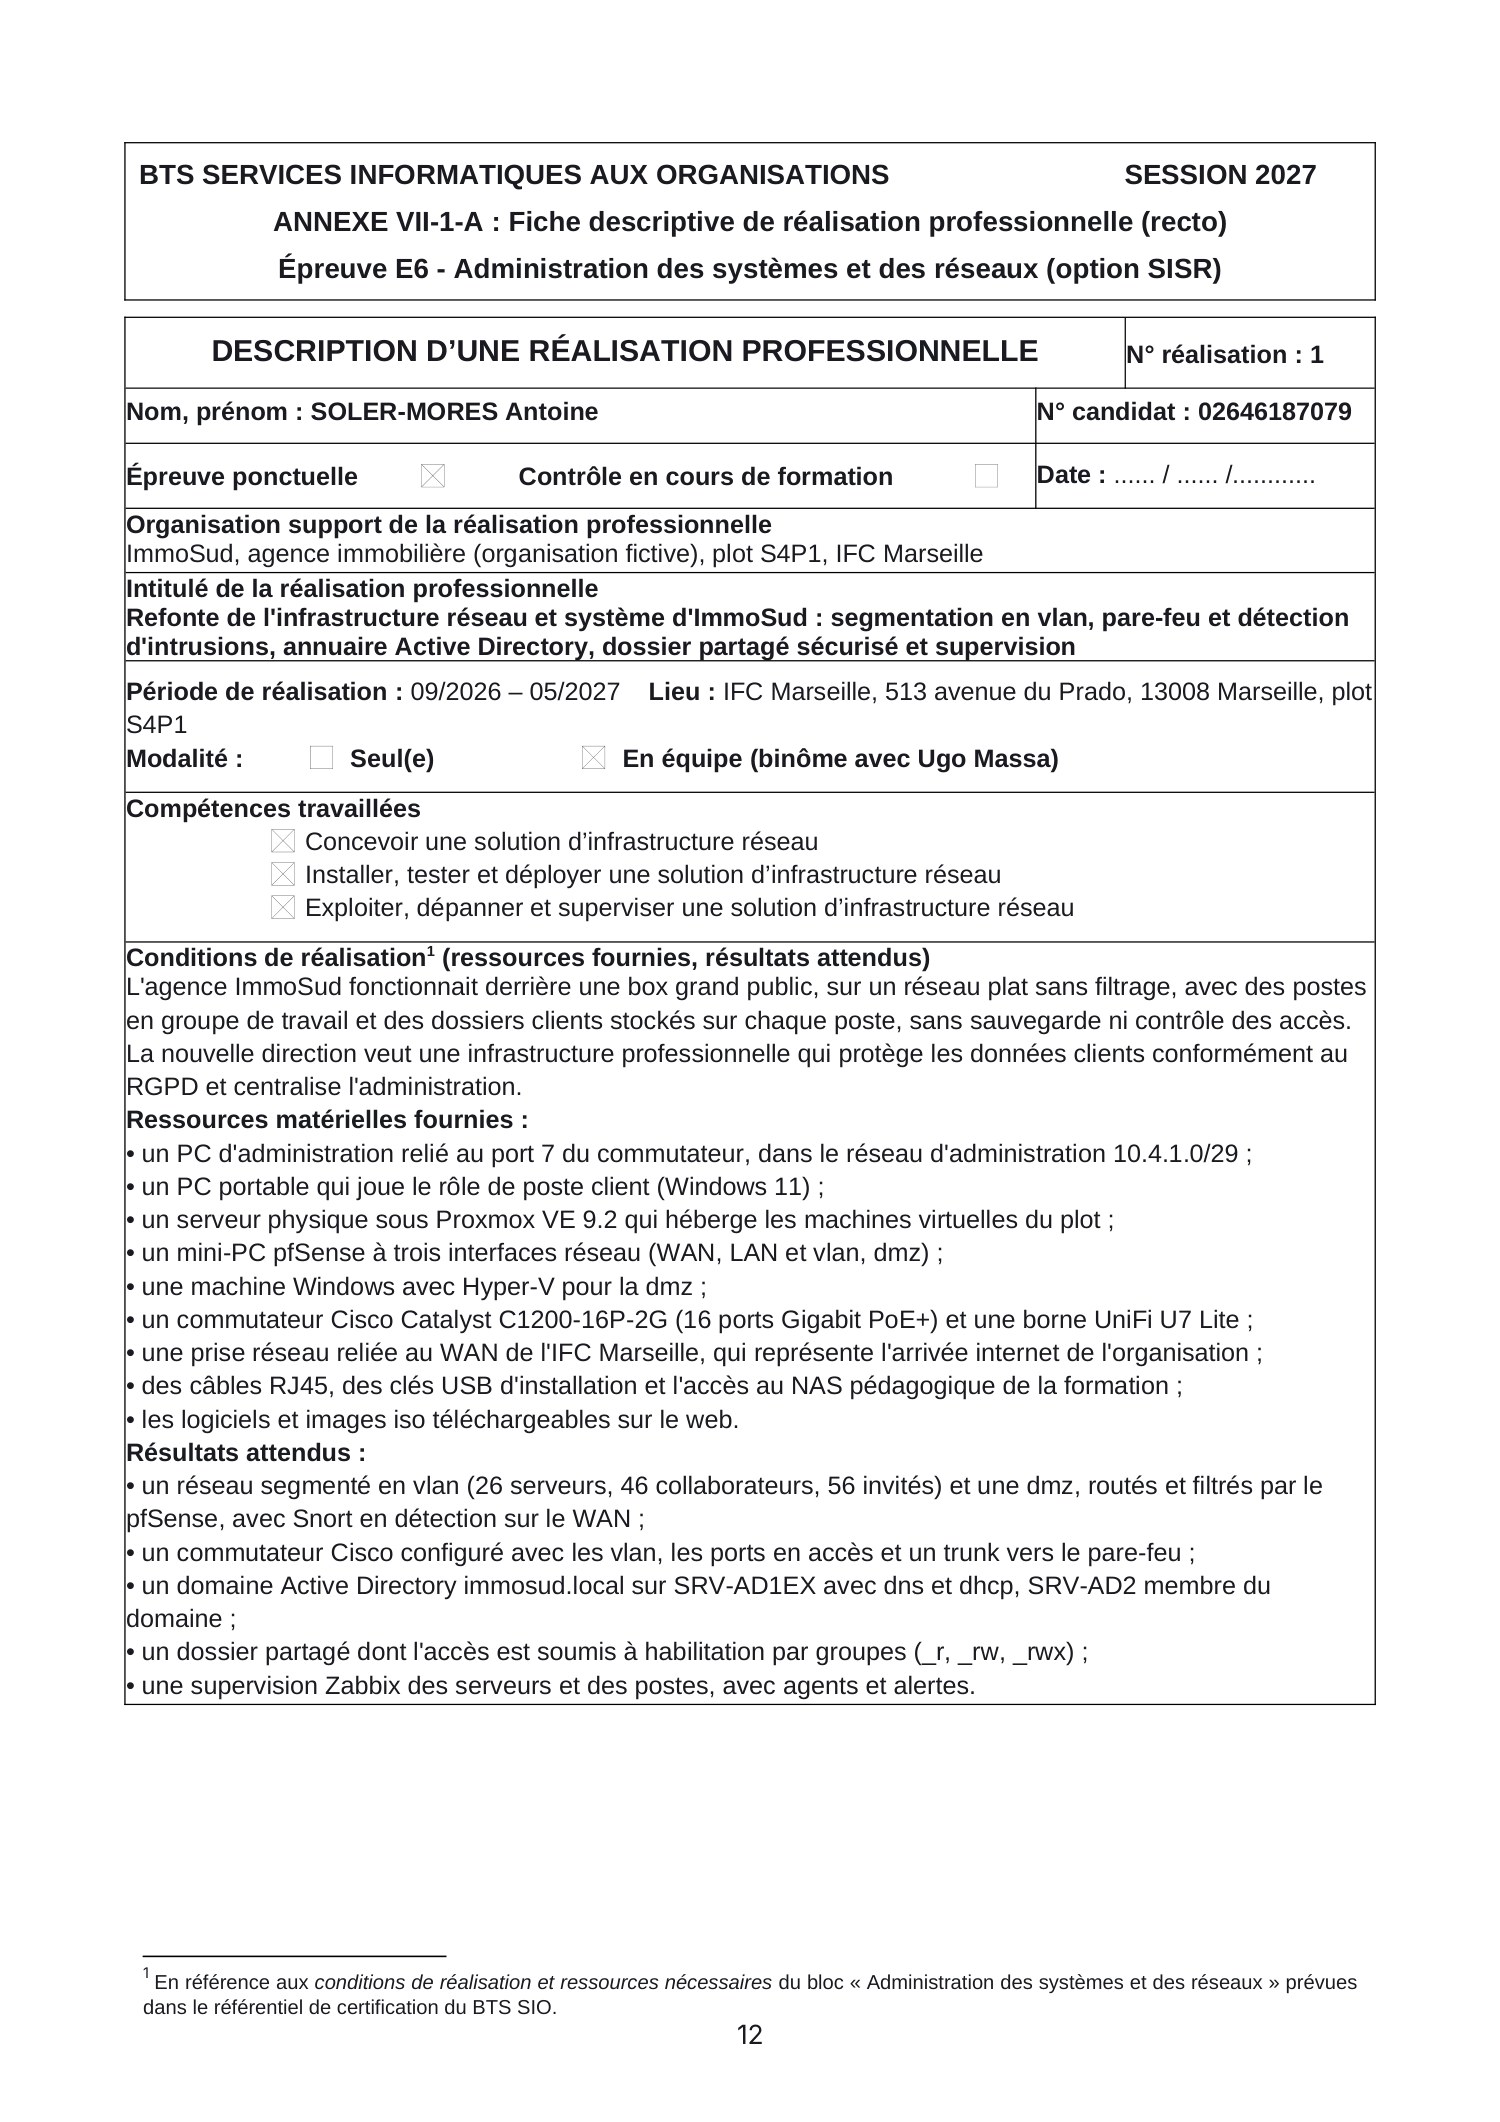 BTS SERVICES INFORMATIQUES AUX ORGANISATIONS SESSION 2027
ANNEXE VII-1-A : Fiche descriptive de réalisation professionnelle (recto)
Épreuve E6 - Administration des systèmes et des réseaux (option SISR)
DESCRIPTION D’UNE RÉALISATION PROFESSIONNELLE N° réalisation : 1
Nom, prénom : SOLER-MORES Antoine N° candidat : 02646187079
Épreuve ponctuelle ☒ Contrôle en cours de formation ☐ Date : ...... / ...... /............
Organisation support de la réalisation professionnelle
ImmoSud, agence immobilière (organisation fictive), plot S4P1, IFC Marseille
Intitulé de la réalisation professionnelle
Refonte de l'infrastructure réseau et système d'ImmoSud : segmentation en vlan, pare-feu et détection
d'intrusions, annuaire Active Directory, dossier partagé sécurisé et supervision
Période de réalisation : 09/2026 – 05/2027 Lieu : IFC Marseille, 513 avenue du Prado, 13008 Marseille, plot
S4P1
Modalité : ☐ Seul(e) ☒ En équipe (binôme avec Ugo Massa)
Compétences travaillées
☒ Concevoir une solution d’infrastructure réseau
☒ Installer, tester et déployer une solution d’infrastructure réseau
☒ Exploiter, dépanner et superviser une solution d’infrastructure réseau
Conditions de réalisation1 (ressources fournies, résultats attendus)
L'agence ImmoSud fonctionnait derrière une box grand public, sur un réseau plat sans filtrage, avec des postes
en groupe de travail et des dossiers clients stockés sur chaque poste, sans sauvegarde ni contrôle des accès.
La nouvelle direction veut une infrastructure professionnelle qui protège les données clients conformément au
RGPD et centralise l'administration.
Ressources matérielles fournies :
• un PC d'administration relié au port 7 du commutateur, dans le réseau d'administration 10.4.1.0/29 ;
• un PC portable qui joue le rôle de poste client (Windows 11) ;
• un serveur physique sous Proxmox VE 9.2 qui héberge les machines virtuelles du plot ;
• un mini-PC pfSense à trois interfaces réseau (WAN, LAN et vlan, dmz) ;
• une machine Windows avec Hyper-V pour la dmz ;
• un commutateur Cisco Catalyst C1200-16P-2G (16 ports Gigabit PoE+) et une borne UniFi U7 Lite ;
• une prise réseau reliée au WAN de l'IFC Marseille, qui représente l'arrivée internet de l'organisation ;
• des câbles RJ45, des clés USB d'installation et l'accès au NAS pédagogique de la formation ;
• les logiciels et images iso téléchargeables sur le web.
Résultats attendus :
• un réseau segmenté en vlan (26 serveurs, 46 collaborateurs, 56 invités) et une dmz, routés et filtrés par le
pfSense, avec Snort en détection sur le WAN ;
• un commutateur Cisco configuré avec les vlan, les ports en accès et un trunk vers le pare-feu ;
• un domaine Active Directory immosud.local sur SRV-AD1EX avec dns et dhcp, SRV-AD2 membre du
domaine ;
• un dossier partagé dont l'accès est soumis à habilitation par groupes (_r, _rw, _rwx) ;
• une supervision Zabbix des serveurs et des postes, avec agents et alertes.
1 En référence aux conditions de réalisation et ressources nécessaires du bloc « Administration des systèmes et des réseaux » prévues
dans le référentiel de certification du BTS SIO.
12